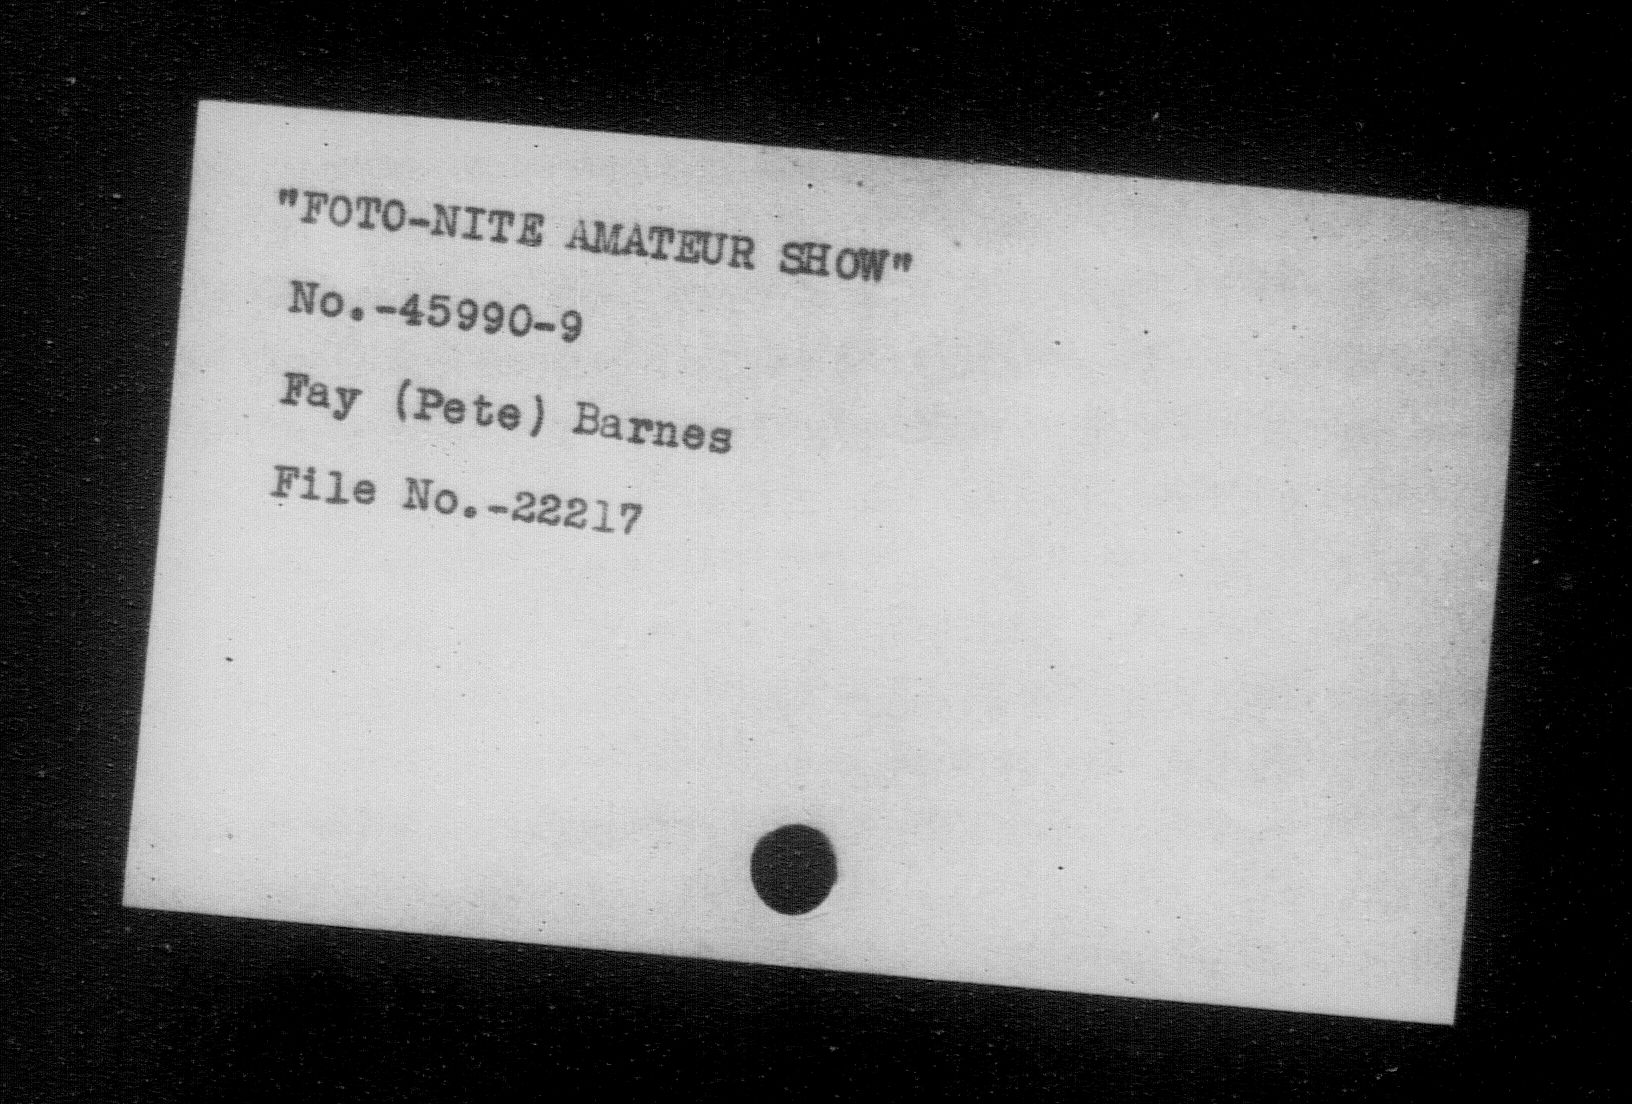 "FOTO-NITE AMATEUR SHOW"
No.-45990-9
Fay (Pete) Barnes
File No.-22217